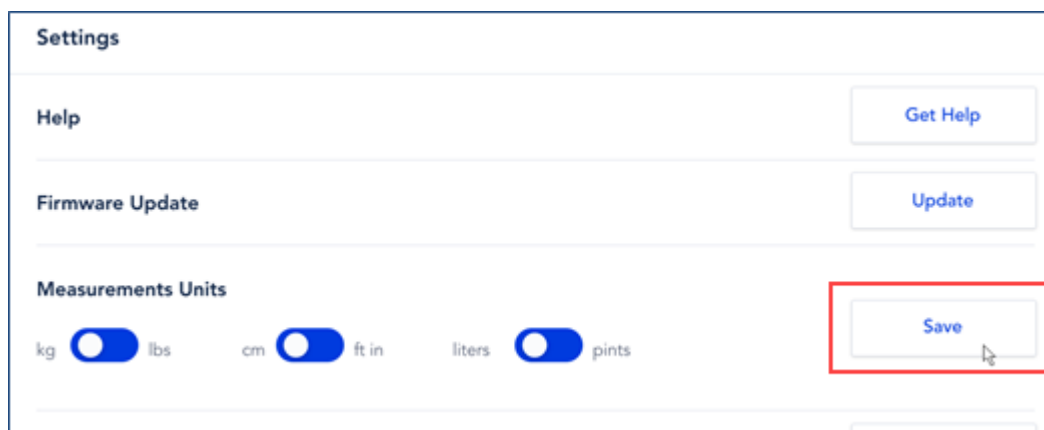 Settings
Help
Get Help
Firmware Update
Update
Measurements Units
Save
kg lbs cm ft in liters pints